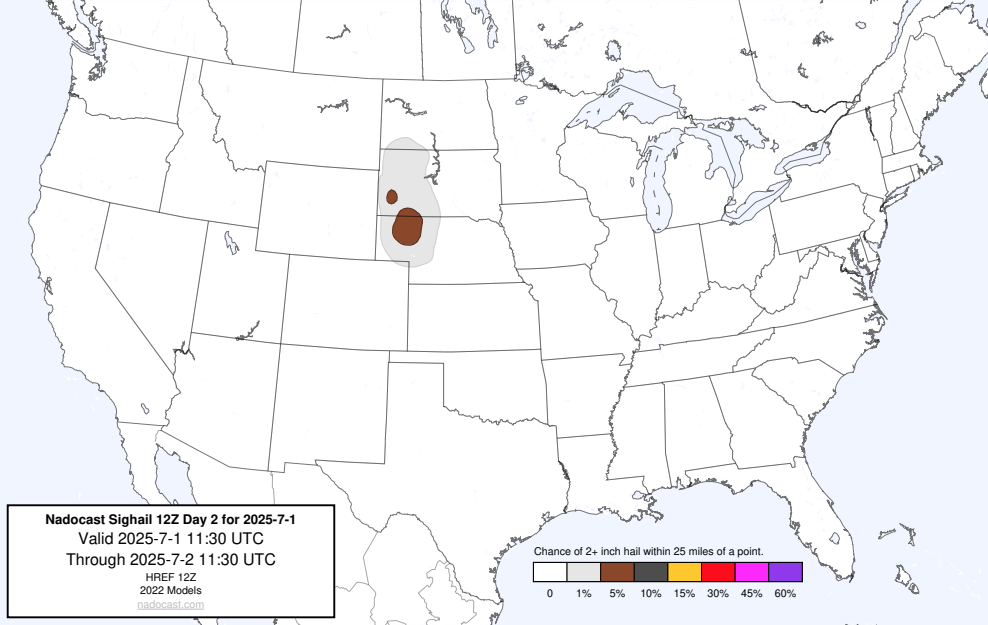 Nadocast Sighail 12Z Day 2 for 2025-7-1
Valid 2025-7-1 11:30 UTC
Through 2025-7-2 11:30 UTC
HREF 12Z
2022 Models
nadocast.com
Chance of 2+ inch hail within 25 miles of a point.
0 1% 5% 10% 15% 30% 45% 60%